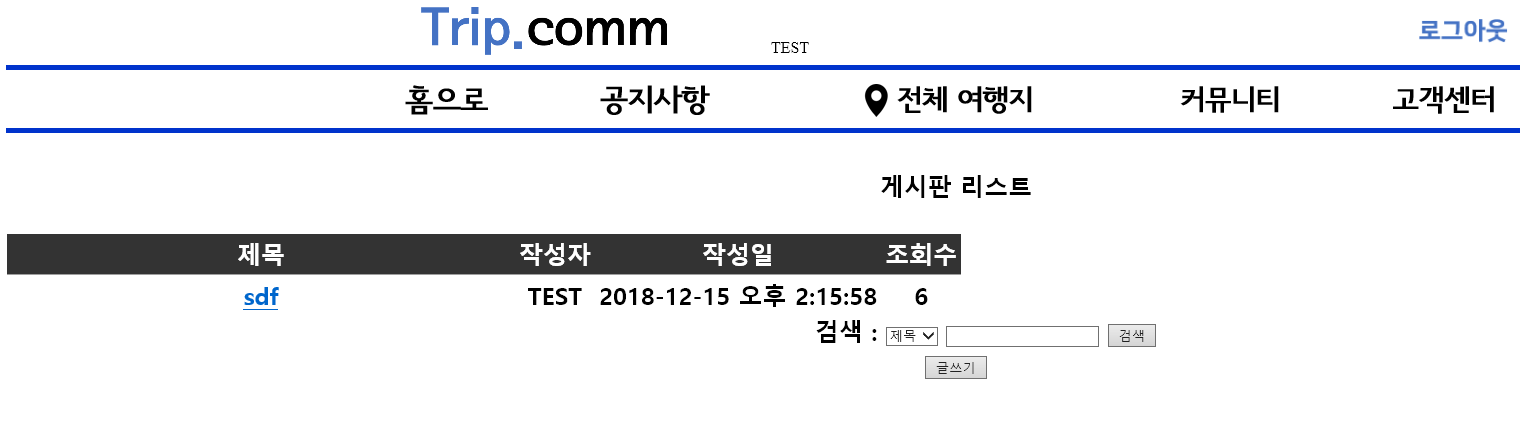 Trip.comm TEST 로그아웃
홈으로 공지사항 전체 여행지 커뮤니티 고객센터
게시판 리스트
제목 작성자 작성일 조회수
sdf TEST 2018-12-15 오후 2:15:58 6
검색 : 제목 검색
글쓰기